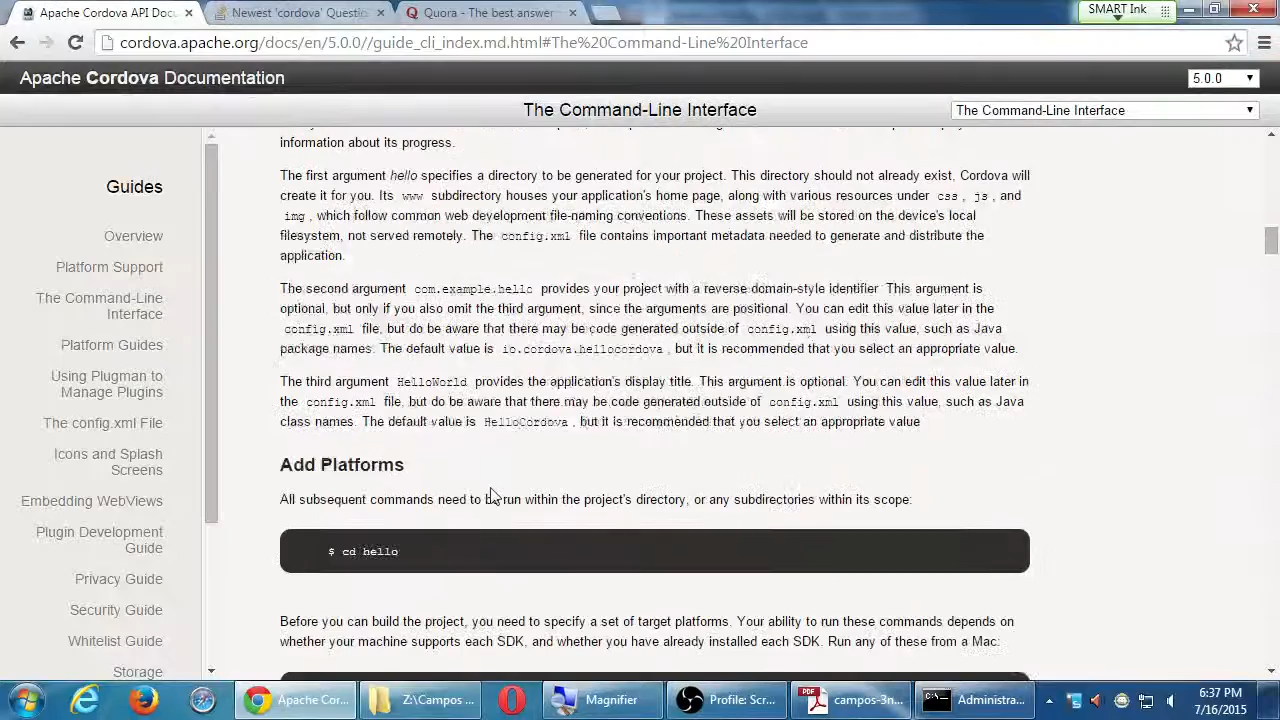 Apache Cordova API Docu
Newest 'cordova' Questio
Quora - The best answer
SMART Ink
cordova.apache.org/docs/en/5.0.0//guide_cli_index.md.html#The%20Command-Line%20Interface
Apache Cordova Documentation
5.0.0
The Command-Line Interface
The Command-Line Interface
information about its progress.
The first argument hello specifies a directory to be generated for your project. This directory should not already exist, Cordova will
create it for you. Its www subdirectory houses your application's home page, along with various resources under css , js , and
img , which follow common web development file-naming conventions. These assets will be stored on the device's local
filesystem, not served remotely. The config.xml file contains important metadata needed to generate and distribute the
application.
The second argument com.example.hello provides your project with a reverse domain-style identifier. This argument is
optional, but only if you also omit the third argument, since the arguments are positional. You can edit this value later in the
config.xml file, but do be aware that there may be code generated outside of config.xml using this value, such as Java
package names. The default value is io.cordova.hellocordova , but it is recommended that you select an appropriate value.
The third argument HelloWorld provides the application's display title. This argument is optional. You can edit this value later in
the config.xml file, but do be aware that there may be code generated outside of config.xml using this value, such as Java
class names. The default value is HelloCordova , but it is recommended that you select an appropriate value
Add Platforms
All subsequent commands need to be run within the project's directory, or any subdirectories within its scope:
$ cd hello
Before you can build the project, you need to specify a set of target platforms. Your ability to run these commands depends on
whether your machine supports each SDK, and whether you have already installed each SDK. Run any of these from a Mac:
Guides
Overview
Platform Support
The Command-Line
Interface
Platform Guides
Using Plugman to
Manage Plugins
The config.xml File
Icons and Splash
Screens
Embedding WebViews
Plugin Development
Guide
Privacy Guide
Security Guide
Whitelist Guide
Storage
Apache Cor...
Z:\Campos ...
Magnifier
Profile: Scr...
PDF
campos-3n...
C:\
Administra...
6:37 PM
7/16/2015